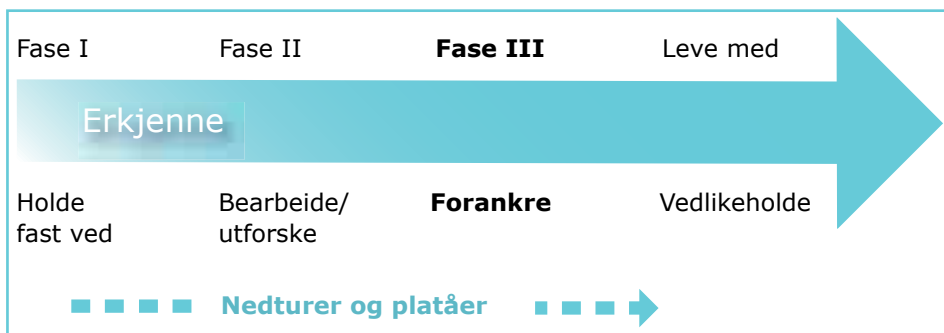 Fase I Fase II Fase III Leve med
Erkjenne
Holde Bearbeide/ Forankre Vedlikeholde
fast ved utforske
Nedturer og platåer